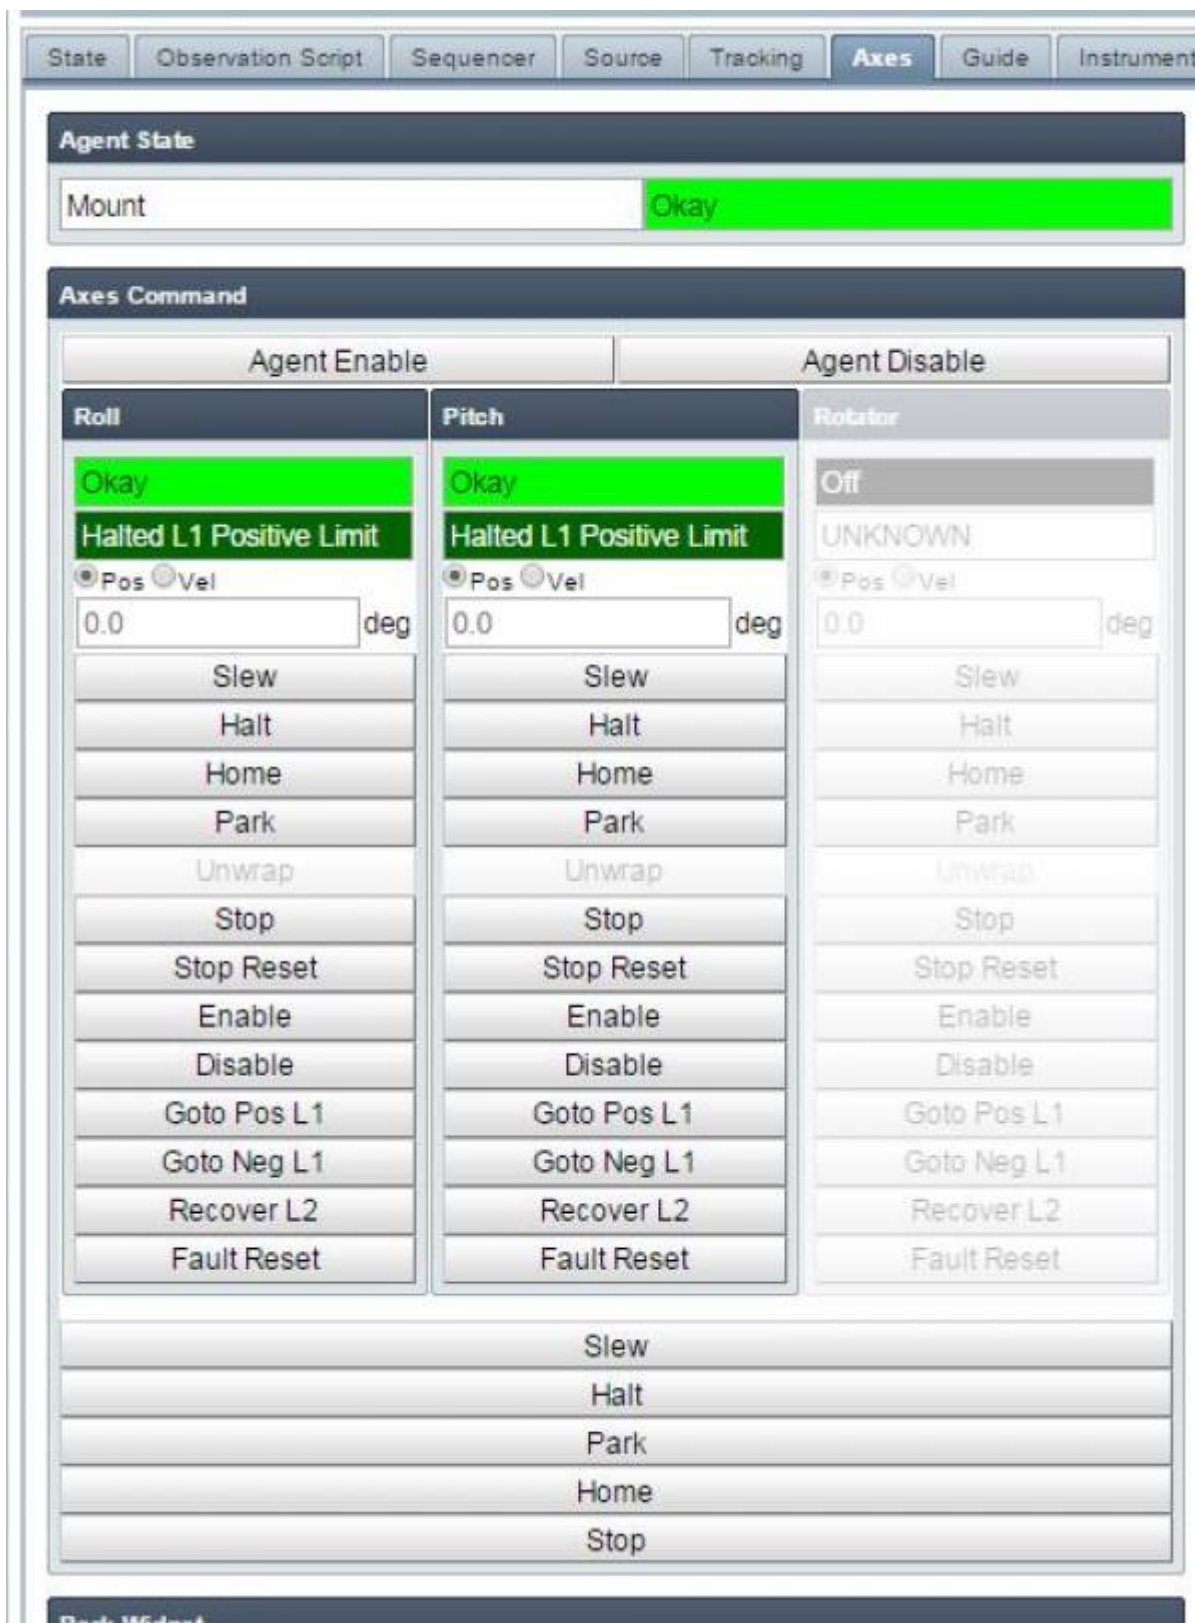 State Observation Script Sequencer Source Tracking Axes Guide Instrument
Agent State
Mount Okay
Axes Command
Agent Enable Agent Disable
Roll Pitch Rotator
Okay Okay Off
Halted L1 Positive Limit Halted L1 Positive Limit UNKNOWN
Pos Vel Pos Vel Pos Vel
0.0 deg 0.0 deg 0.0 deg
Slew Slew Slew
Halt Halt Halt
Home Home Home
Park Park Park
Unwrap Unwrap Unwrap
Stop Stop Stop
Stop Reset Stop Reset Stop Reset
Enable Enable Enable
Disable Disable Disable
Goto Pos L1 Goto Pos L1 Goto Pos L1
Goto Neg L1 Goto Neg L1 Goto Neg L1
Recover L2 Recover L2 Recover L2
Fault Reset Fault Reset Fault Reset
Slew
Halt
Park
Home
Stop
Park Widget